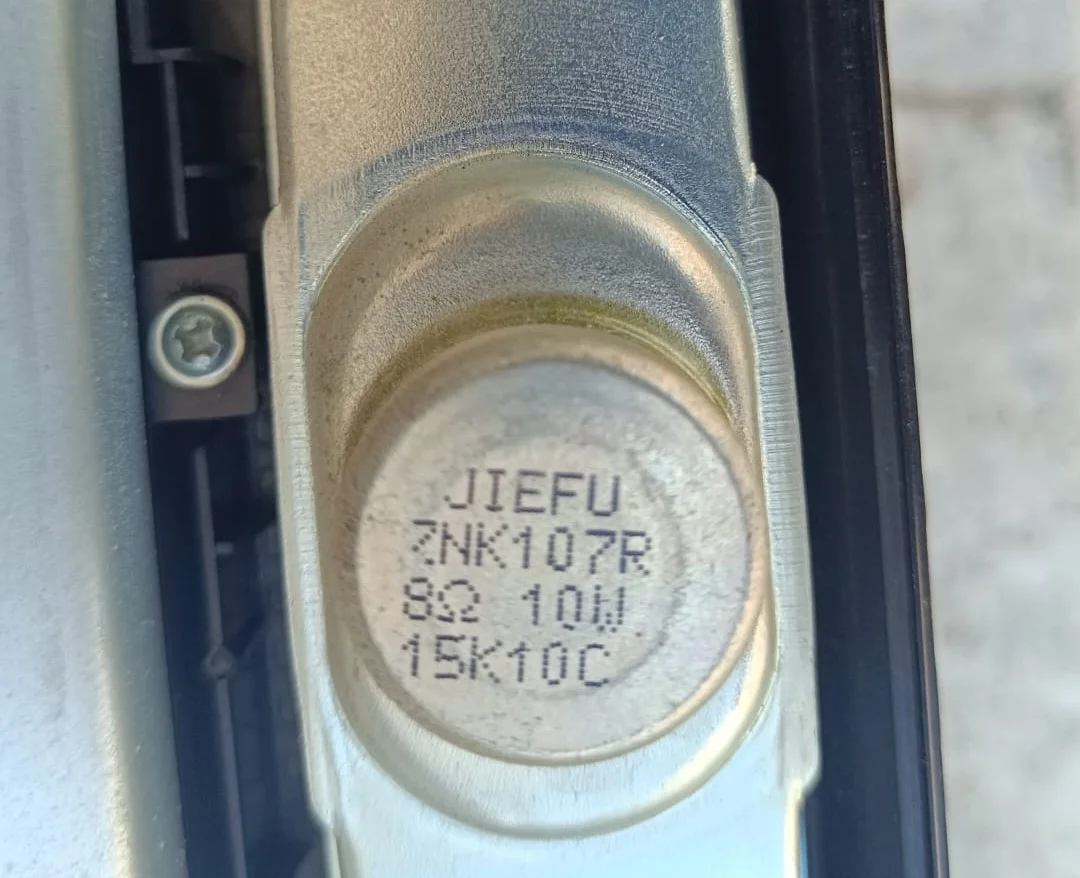 JIEFU
ZNK107R
8Ω 10W
15K10C